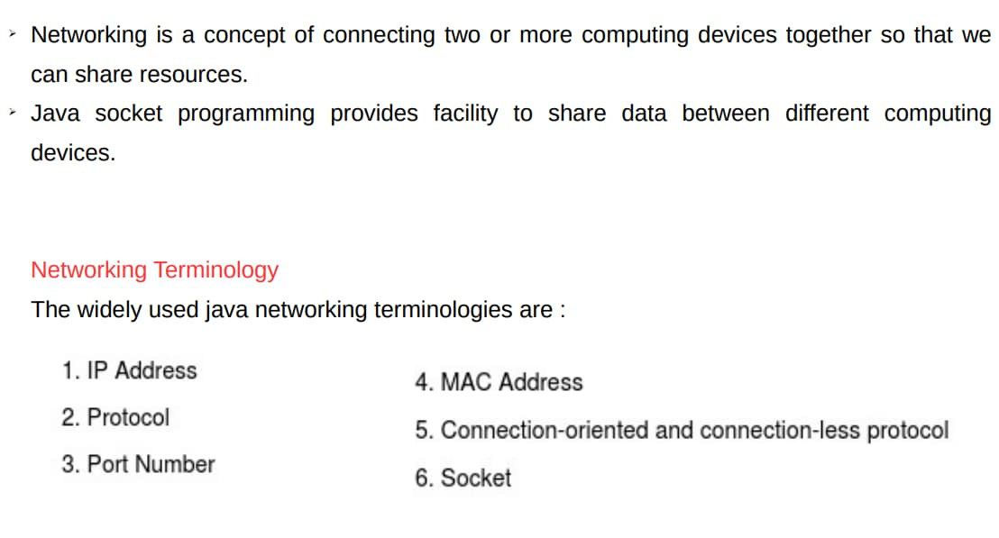 ➢ Networking is a concept of connecting two or more computing devices together so that we
can share resources.
➢ Java socket programming provides facility to share data between different computing
devices.
Networking Terminology
The widely used java networking terminologies are :
1. IP Address
2. Protocol
3. Port Number
4. MAC Address
5. Connection-oriented and connection-less protocol
6. Socket